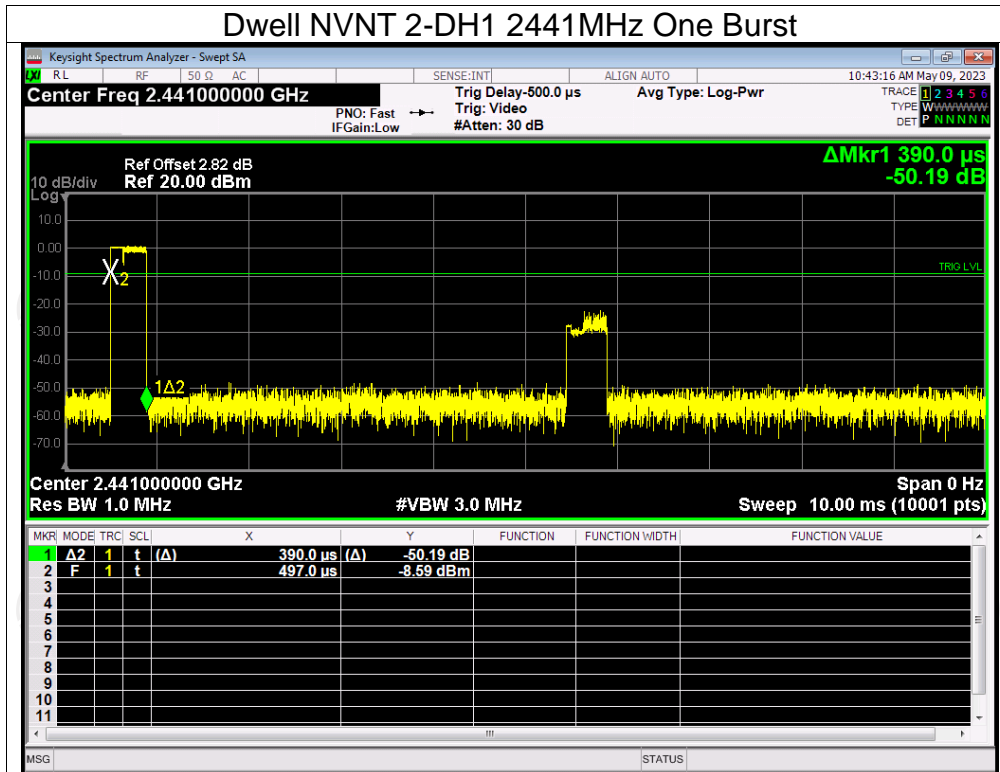 Dwell NVNT 2-DH1 2441MHz One Burst
Keysight Spectrum Analyzer - Swept SA
LXI RL RF 50 Ω AC SENSE:INT ALIGN AUTO 10:43:16 AM May 09, 2023
Center Freq 2.441000000 GHz Trig Delay-500.0 µs Avg Type: Log-Pwr TRACE 1 2 3 4 5 6
PNO: Fast Trig: Video TYPE WWWWWW
IFGain:Low #Atten: 30 dB DET P N N N N N
ΔMkr1 390.0 µs
-50.19 dB
Ref Offset 2.82 dB
10 dB/div Ref 20.00 dBm
Log
10.0
0.00
-10.0
-20.0
-30.0
-40.0
-50.0
-60.0
-70.0
X2
TRIG LVL
1Δ2
Center 2.441000000 GHz Span 0 Hz
Res BW 1.0 MHz #VBW 3.0 MHz Sweep 10.00 ms (10001 pts)
MKR MODE TRC SCL X Y FUNCTION FUNCTION WIDTH FUNCTION VALUE
1 Δ2 1 t (Δ) 390.0 µs (Δ) -50.19 dB
2 F 1 t 497.0 µs -8.59 dBm
3
4
5
6
7
8
9
10
11
MSG STATUS